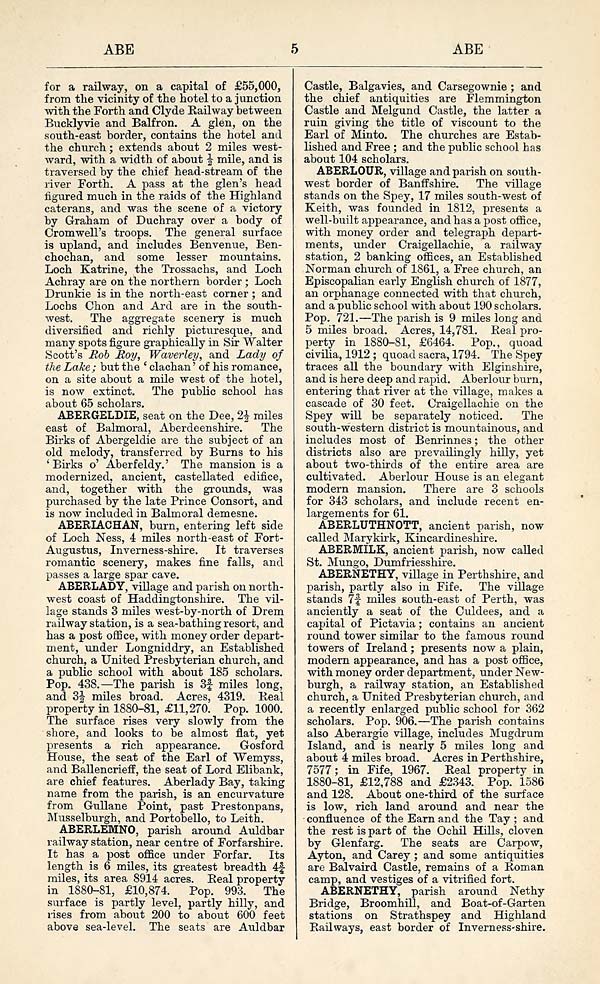 ABE 5 ABE
for a railway, on a capital of £55,000,
from the vicinity of the hotel to a junction
with the Forth and Clyde Railway between
Bucklyvie and Balfron. A glen, on the
south-east border, contains the hotel and
the church; extends about 2 miles west-
ward, with a width of about ½ mile, and is
traversed by the chief head-stream of the
river Forth. A pass at the glen's head
figured much in the raids of the Highland
caterans, and was the scene of a victory
by Graham of Duchray over a body of
Cromwell's troops. The general surface
is upland, and includes Benvenue, Ben-
chochan, and some lesser mountains.
Loch Katrine, the Trossachs, and Loch
Achray are on the northern border; Loch
Drunkie is in the north-east corner; and
Lochs Chon and Ard are in the south-
west. The aggregate scenery is much
diversified and richly picturesque, and
many spots figure graphically in Sir Walter
Scott's Rob Roy, Waverley, and Lady of
the Lake; but the 'clachan' of his romance,
on a site about a mile west of the hotel,
is now extinct. The public school has
about 65 scholars.
ABERGELDIE, seat on the Dee, 2½ miles
east of Balmoral, Aberdeenshire. The
Birks of Abergeldie are the subject of an
old melody, transferred by Burns to his
'Birks o' Aberfeldy.' The mansion is a
modernized, ancient, castellated edifice,
and, together with the grounds, was
purchased by the late Prince Consort, and
is now included in Balmoral demesne.
ABERIACHAN, burn, entering left side
of Loch Ness, 4 miles north-east of Fort-
Augustus, Inverness-shire. It traverses
romantic scenery, makes fine falls, and
passes a large spar cave.
ABERLADY, village and parish on north-
west coast of Haddingtonshire. The vil-
lage stands 3 miles west-by-north of Drem
railway station, is a sea-bathing resort, and
has a post office, with money order depart-
ment, under Longniddry, an Established
church, a United Presbyterian church, and
a public school with about 185 scholars.
Pop. 438.—The parish is 3¾ miles long,
and 3½ miles broad. Acres, 4319. Real
property in 1880-81, £11,270. Pop. 1000.
The surface rises very slowly from the
shore, and looks to be almost flat, yet
presents a rich appearance. Gosford
House, the seat of the Earl of Wemyss,
and Ballencrieff, the seat of Lord Elibank,
are chief features. Aberlady Bay, taking
name from the parish, is an encurvature
from Gullane Point, past Prestonpans,
Musselburgh, and Portobello, to Leith.
ABERLEMNO, parish around Auldbar
railway station, near centre of Forfarshire.
It has a post office under Forfar. Its
length is 6 miles, its greatest breadth 4¾
miles, its area 8914 acres. Real property
in 1880-81, £10,874. Pop. 993. The
surface is partly level, partly hilly, and
rises from about 200 to about 600 feet
above sea-level. The seats are Auldbar
Castle, Balgavies, and Carsegownie; and
the chief antiquities are Flemmington
Castle and Melgund Castle, the latter a
ruin giving the title of viscount to the
Earl of Minto. The churches are Estab-
lished and Free; and the public school has
about 104 scholars.
ABERLOUR, village and parish on south-
west border of Banffshire. The village
stands on the Spey, 17 miles south-west of
Keith, was founded in 1812, presents a
well-built appearance, and has a post office,
with money order and telegraph depart-
ments, under Craigellachie, a railway
station, 2 banking offices, an Established
Norman church of 1861, a Free church, an
Episcopalian early English church of 1877,
an orphanage connected with that church,
and a public school with about 190 scholars.
Pop. 721.—The parish is 9 miles long and
5 miles broad. Acres, 14,781. Real pro-
perty in 1880-81, £6464. Pop., quoad
civilia, 1912; quoad sacra, 1794. The Spey
traces all the boundary with Elginshire,
and is here deep and rapid. Aberlour burn,
entering that river at the village, makes a
cascade of 30 feet. Craigellachie on the
Spey will be separately noticed. The
south-western district is mountainous, and
includes most of Benrinnes; the other
districts also are prevailingly hilly, yet
about two-thirds of the entire area are
cultivated. Aberlour House is an elegant
modern mansion. There are 3 schools
for 343 scholars, and include recent en-
largements for 61.
ABERLUTHNOTT, ancient parish, now
called Marykirk, Kincardineshire.
ABERMILK, ancient parish, now called
St. Mungo, Dumfriesshire.
ABERNETHY, village in Perthshire, and
parish, partly also in Fife. The village
stands 7¾ miles south-east of Perth, was
anciently a seat of the Culdees, and a
capital of Pictavia; contains an ancient
round tower similar to the famous round
towers of Ireland; presents now a plain,
modern appearance, and has a post office,
with money order department, under New-
burgh, a railway station, an Established
church, a United Presbyterian church, and
a recently enlarged public school for 362
scholars. Pop. 906.—The parish contains
also Aberargie village, includes Mugdrum
Island, and is nearly 5 miles long and
about 4 miles broad. Acres in Perthshire,
7577; in Fife, 1967. Real property in
1880-81, £12,788 and £2343. Pop. 1586
and 128. About one-third of the surface
is low, rich land around and near the
confluence of the Earn and the Tay; and
the rest is part of the Ochil Hills, cloven
by Glenfarg. The seats are Carpow,
Ayton, and Carey; and some antiquities
are Balvaird Castle, remains of a Roman
camp, and vestiges of a vitrified fort.
ABERNETHY, parish around Nethy
Bridge, Broomhill, and Boat-of-Garten
stations on Strathspey and Highland
Railways, east border of Inverness-shire.